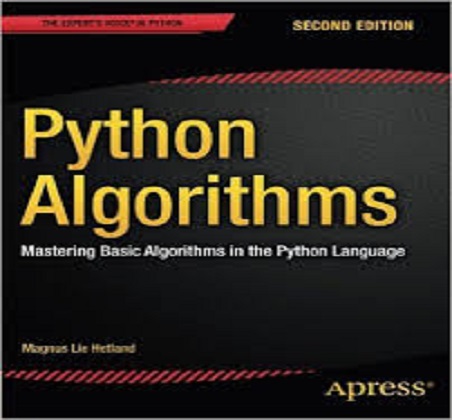 THE EXPERT'S VOICE® IN PYTHON
SECOND EDITION
Python
Algorithms
Mastering Basic Algorithms in the Python Language
Magnus Lie Hetland
Apress®